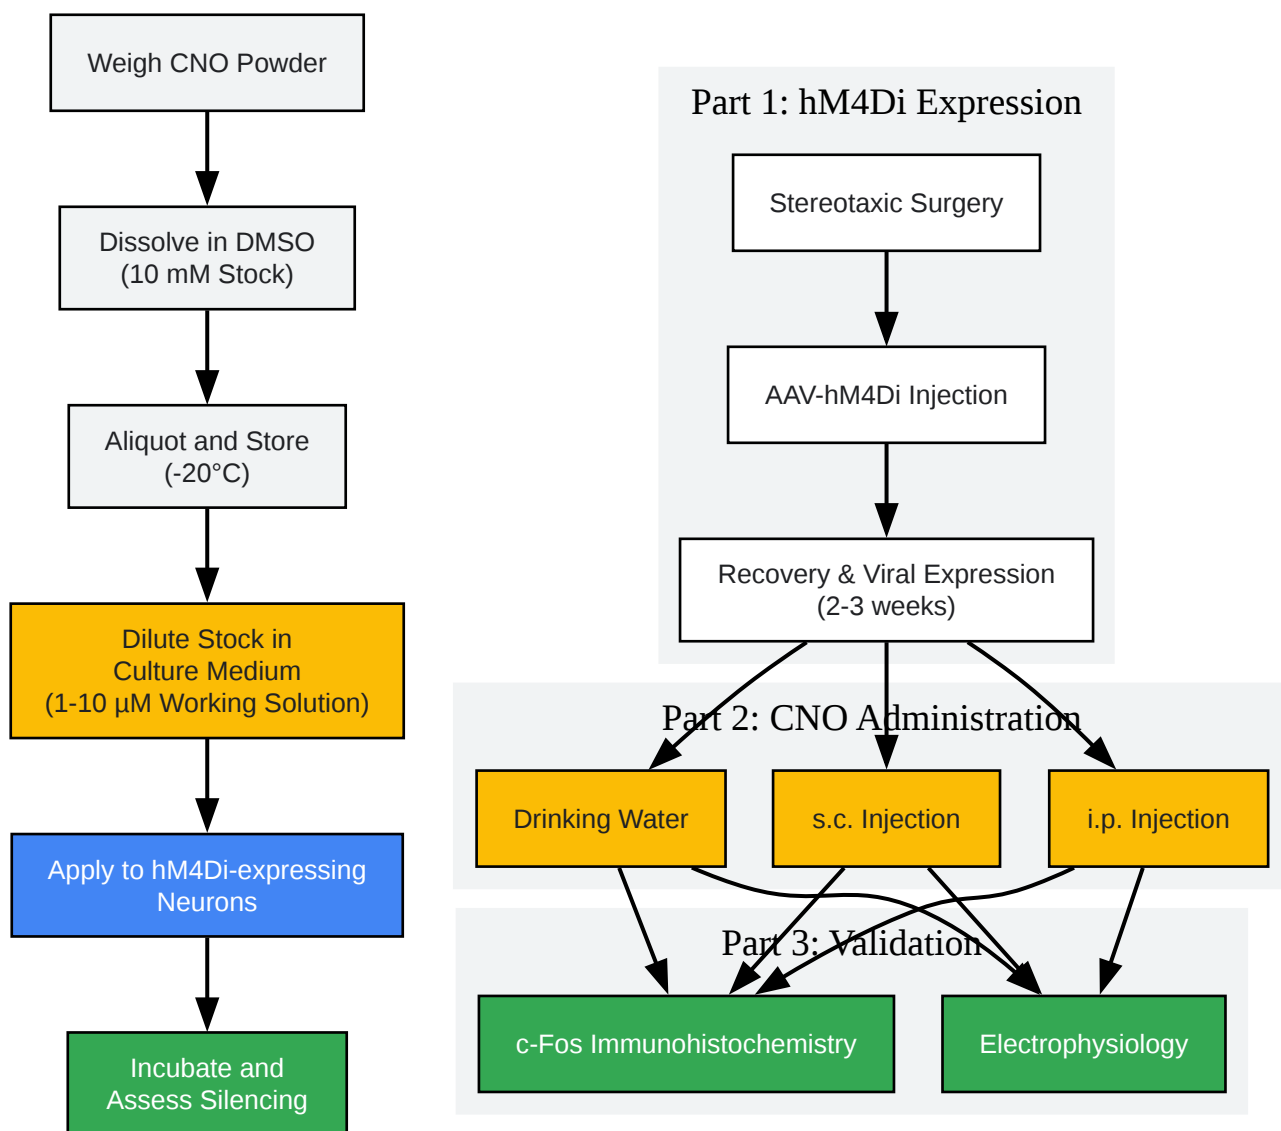 Weigh CNO Powder
Dissolve in DMSO
(10 mM Stock)
Aliquot and Store
(-20°C)
Dilute Stock in
Culture Medium
(1-10 µM Working Solution)
Apply to hM4Di-expressing
Neurons
Incubate and
Assess Silencing
Part 1: hM4Di Expression
Stereotaxic Surgery
AAV-hM4Di Injection
Recovery & Viral Expression
(2-3 weeks)
Part 2: CNO Administration
Drinking Water
s.c. Injection
i.p. Injection
Part 3: Validation
c-Fos Immunohistochemistry
Electrophysiology